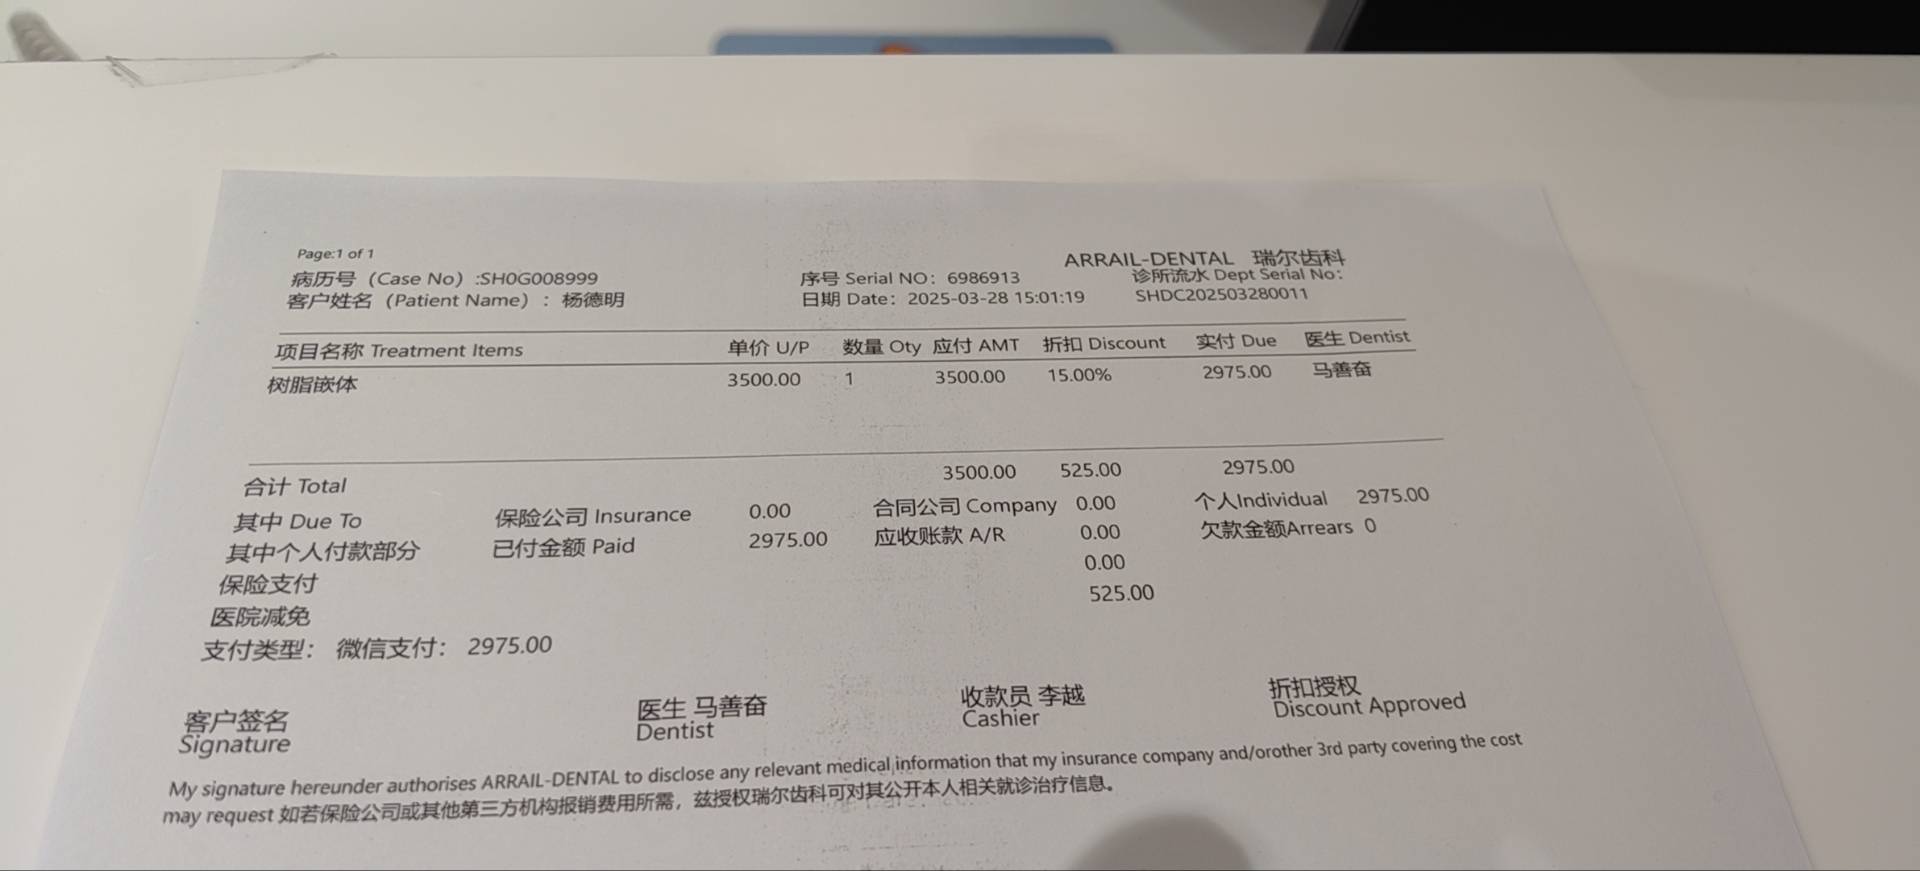 Page:1 of 1
ARRAIL-DENTAL 瑞尔齿科
病历号（Case No）:SH0G008999 序号 Serial NO: 6986913 诊所流水 Dept Serial No:
客户姓名（Patient Name）: 杨德明 日期 Date: 2025-03-28 15:01:19 SHDC202503280011
项目名称 Treatment Items 单价 U/P 数量 Qty 应付 AMT 折扣 Discount 实付 Due 医生 Dentist
树脂嵌体 3500.00 1 3500.00 15.00% 2975.00 马善奋
合计 Total 3500.00 525.00 2975.00
其中 Due To 保险公司 Insurance 0.00 合同公司 Company 0.00 个人Individual 2975.00
其中个人付款部分 已付金额 Paid 2975.00 应收账款 A/R 0.00 欠款金额Arrears 0
保险支付 0.00
医院减免 525.00
支付类型： 微信支付： 2975.00
客户签名 医生 马善奋 收款员 李越 折扣授权
Signature Dentist Cashier Discount Approved
My signature hereunder authorises ARRAIL-DENTAL to disclose any relevant medical information that my insurance company and/orother 3rd party covering the cost
may request 如若保险公司或其他第三方机构报销费用所需，兹授权瑞尔齿科可对其公开本人相关就诊治疗信息。